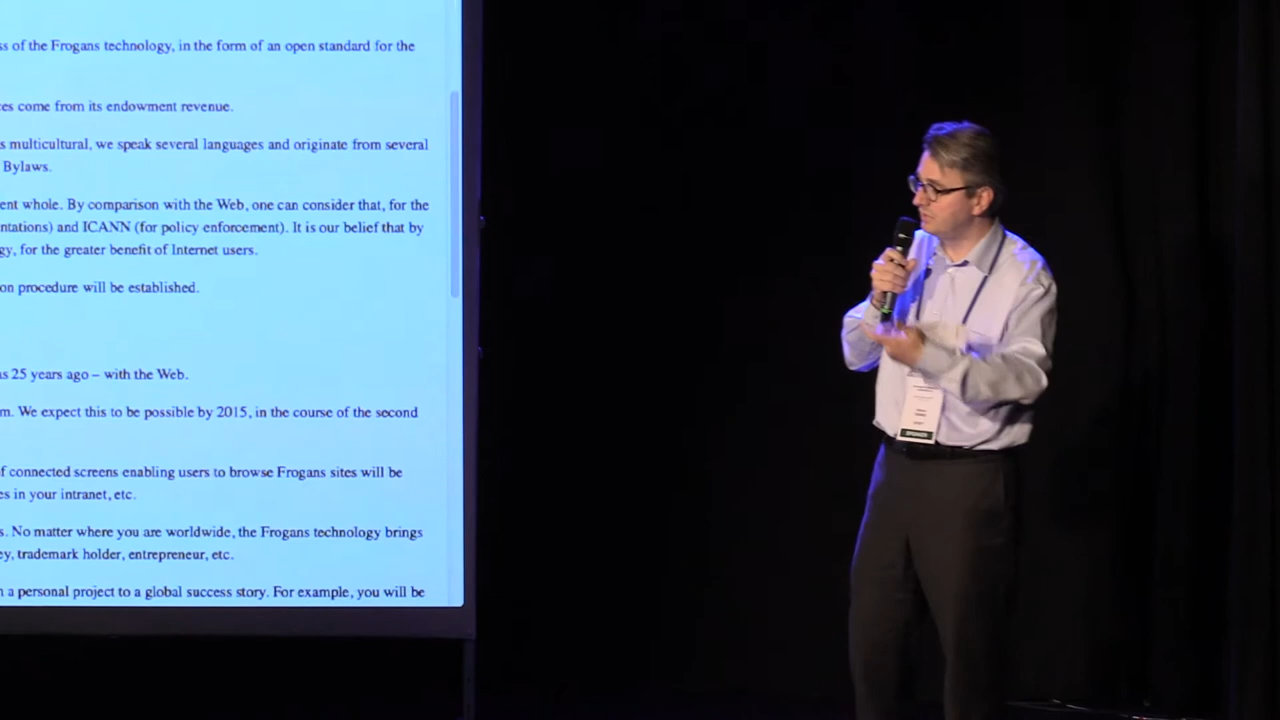 s of the Frogans technology, in the form of an open standard for the
es come from its endowment revenue.
s multicultural, we speak several languages and originate from several
Bylaws.
ent whole. By comparison with the Web, one can consider that, for the
ntations) and ICANN (for policy enforcement). It is our belief that by
gy, for the greater benefit of Internet users.
on procedure will be established.
s 25 years ago – with the Web.
m. We expect this to be possible by 2015, in the course of the second
f connected screens enabling users to browse Frogans sites will be
es in your intranet, etc.
s. No matter where you are worldwide, the Frogans technology brings
cy, trademark holder, entrepreneur, etc.
a personal project to a global success story. For example, you will be
SPEAKER